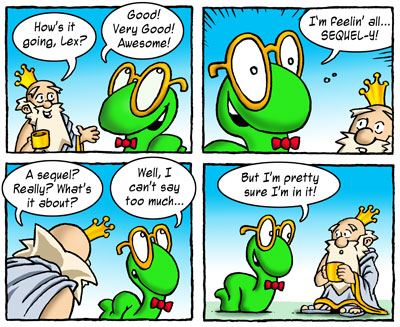 How's it
going, Lex?
Good!
Very Good!
Awesome!
I'm feelin' all...
SEQUEL-y!
A sequel?
Really? What's
it about?
Well, I
can't say
too much...
But I'm pretty
sure I'm in it!